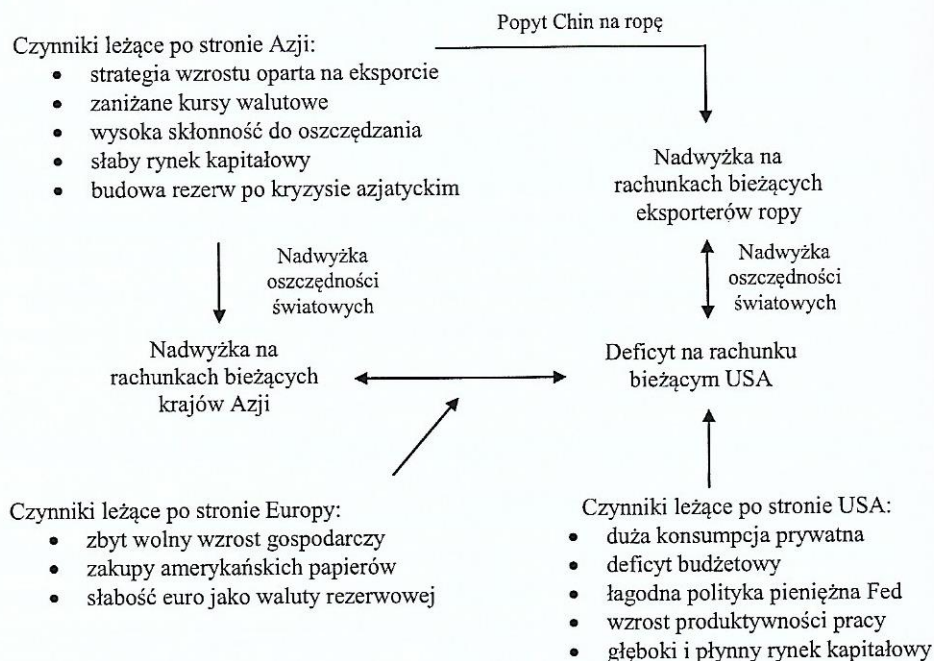 Popyt Chin na ropę
Czynniki leżące po stronie Azji:
• strategia wzrostu oparta na eksporcie
• zaniżane kursy walutowe
• wysoka skłonność do oszczędzania
• słaby rynek kapitałowy
• budowa rezerw po kryzysie azjatyckim
Nadwyżka na
rachunkach bieżących
eksporterów ropy
Nadwyżka
oszczędności
światowych
Nadwyżka
oszczędności
światowych
Nadwyżka na
rachunkach bieżących
krajów Azji
Deficyt na rachunku
bieżącym USA
Czynniki leżące po stronie Europy:
• zbyt wolny wzrost gospodarczy
• zakupy amerykańskich papierów
• słabość euro jako waluty rezerwowej
Czynniki leżące po stronie USA:
• duża konsumpcja prywatna
• deficyt budżetowy
• łagodna polityka pieniężna Fed
• wzrost produktywności pracy
• głęboki i płynny rynek kapitałowy